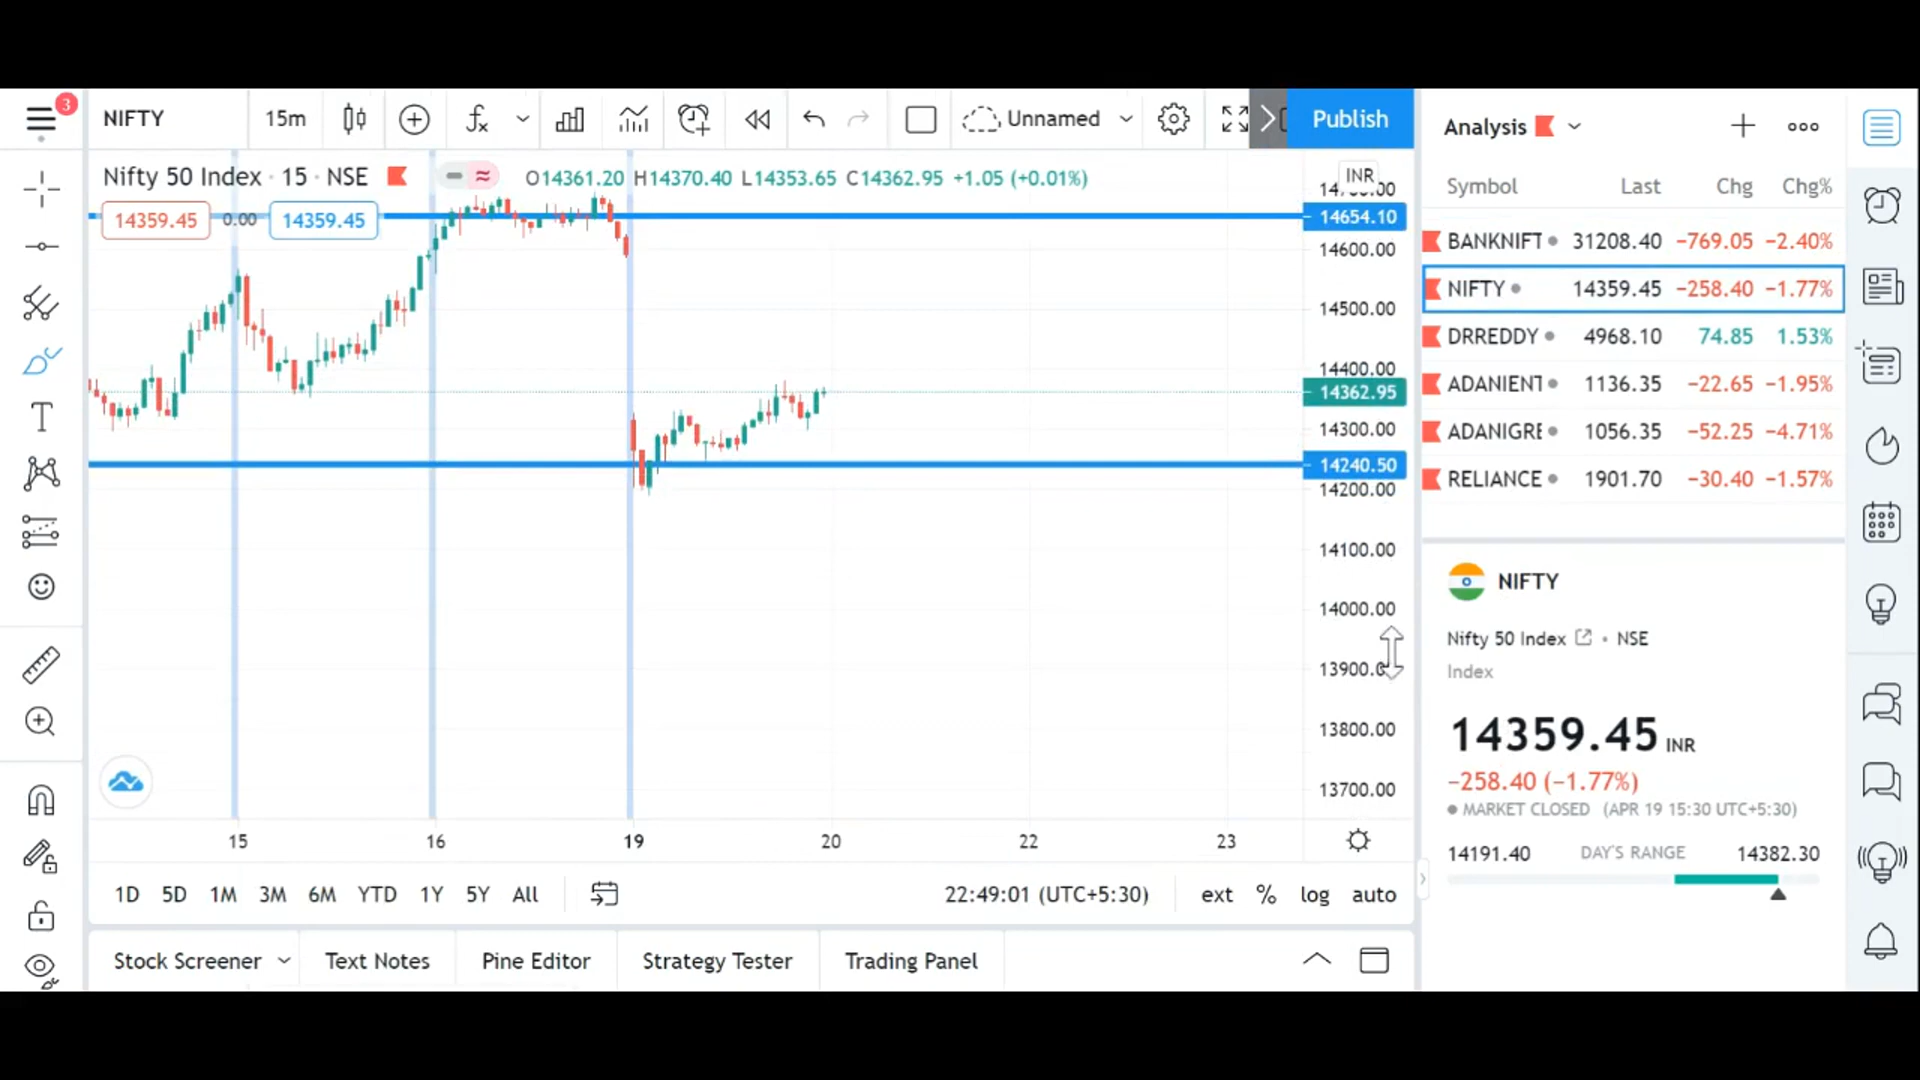 3
NIFTY
15m
Unnamed
Publish
Nifty 50 Index · 15 · NSE
O14361.20 H14370.40 L14353.65 C14362.95 +1.05 (+0.01%)
14359.45 0.00 14359.45
INR
14654.10
14600.00
14500.00
14400.00
14362.95
14300.00
14240.50
14200.00
14100.00
14000.00
13900.0
13800.00
13700.00
15 16 19 20 22 23
1D 5D 1M 3M 6M YTD 1Y 5Y All
22:49:01 (UTC+5:30)
ext % log auto
Stock Screener
Text Notes
Pine Editor
Strategy Tester
Trading Panel
Analysis
Symbol Last Chg Chg%
BANKNIFT 31208.40 −769.05 −2.40%
NIFTY 14359.45 −258.40 −1.77%
DRREDDY 4968.10 74.85 1.53%
ADANIENT 1136.35 −22.65 −1.95%
ADANIGRE 1056.35 −52.25 −4.71%
RELIANCE 1901.70 −30.40 −1.57%
NIFTY
Nifty 50 Index · NSE
Index
14359.45 INR
−258.40 (−1.77%)
MARKET CLOSED (APR 19 15:30 UTC+5:30)
14191.40 DAY'S RANGE 14382.30